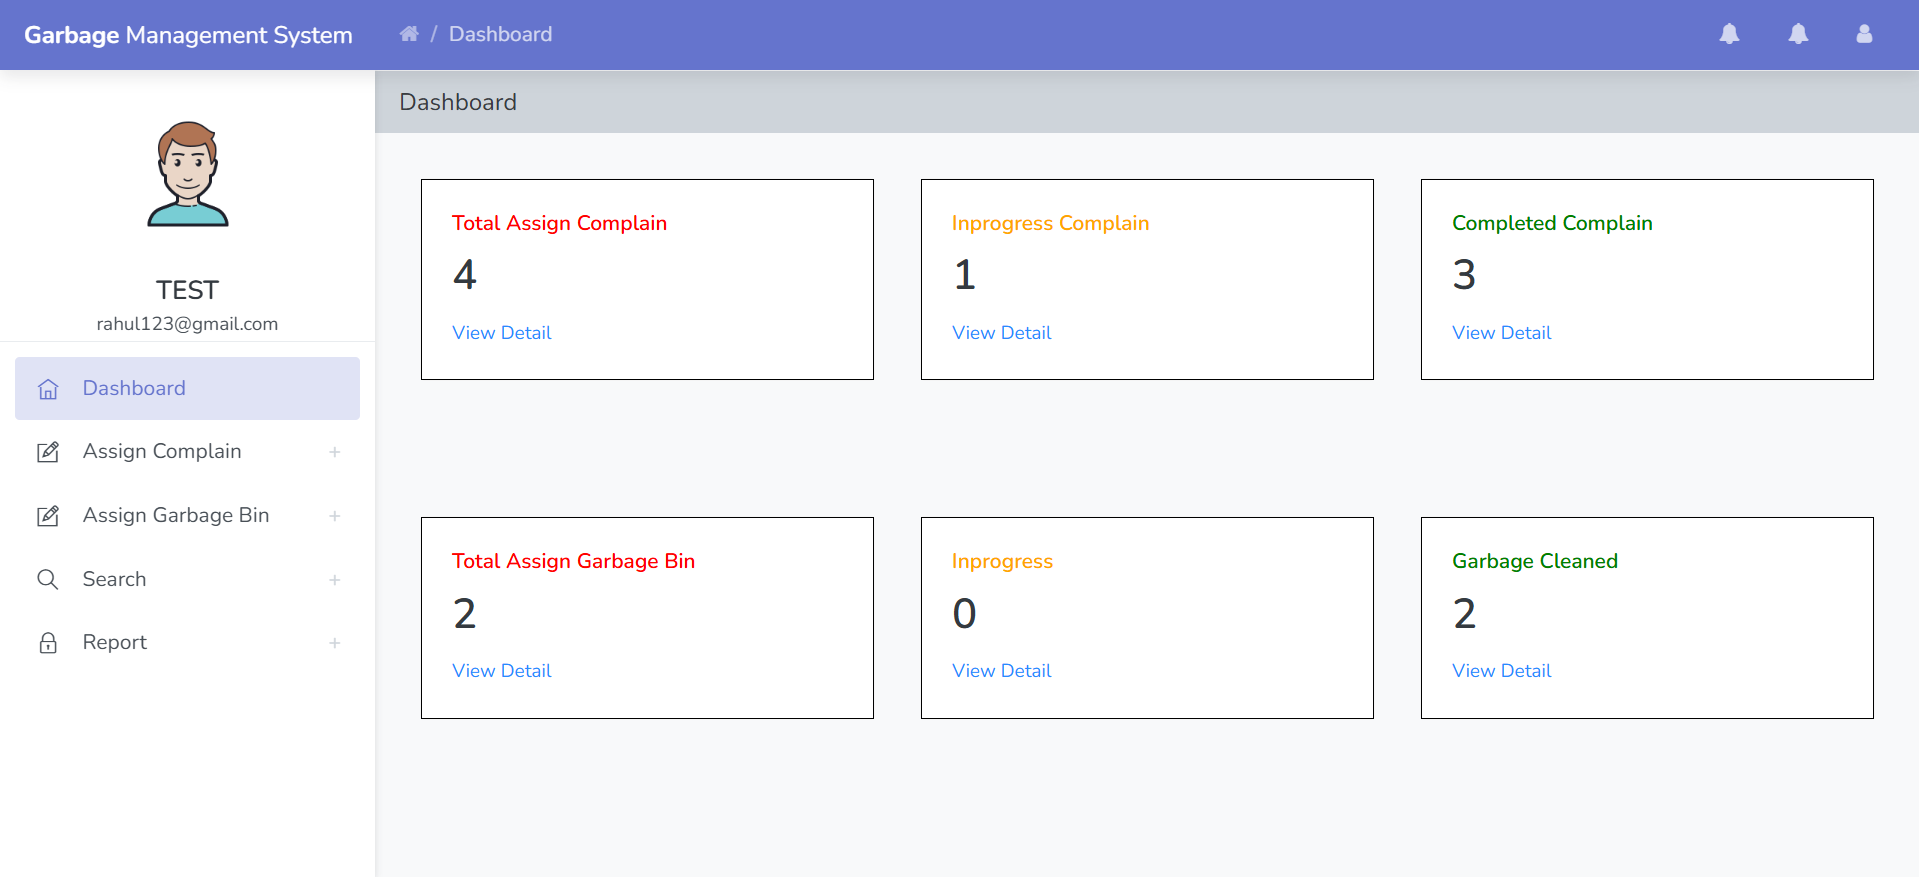 Garbage Management System
/ Dashboard
TEST
rahul123@gmail.com
Dashboard
Assign Complain +
Assign Garbage Bin +
Search +
Report +
Dashboard
Total Assign Complain
4
View Detail
Inprogress Complain
1
View Detail
Completed Complain
3
View Detail
Total Assign Garbage Bin
2
View Detail
Inprogress
0
View Detail
Garbage Cleaned
2
View Detail